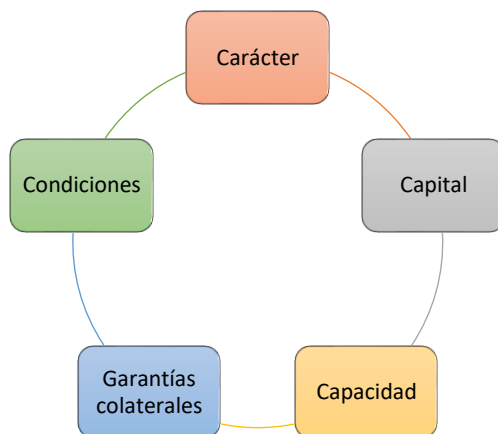 Carácter
Condiciones
Capital
Garantías
colaterales
Capacidad